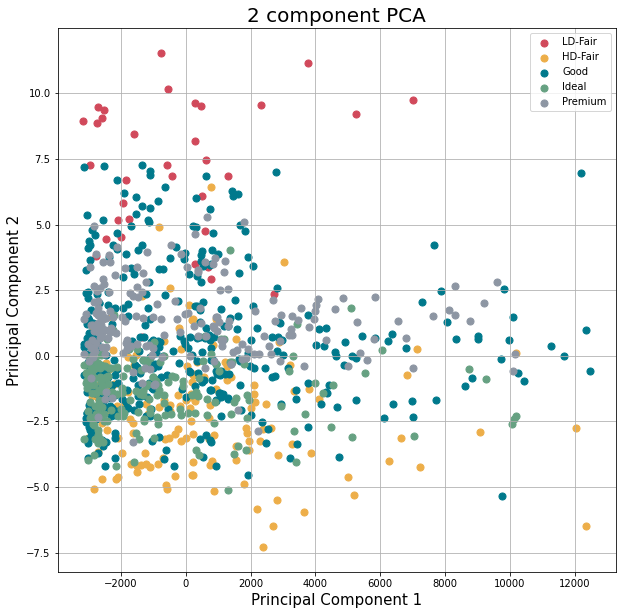 2 component PCA
LD-Fair
HD-Fair
Good
Ideal
Premium
Principal Component 2
10.0
7.5
5.0
2.5
0.0
−2.5
−5.0
−7.5
−2000 0 2000 4000 6000 8000 10000 12000
Principal Component 1